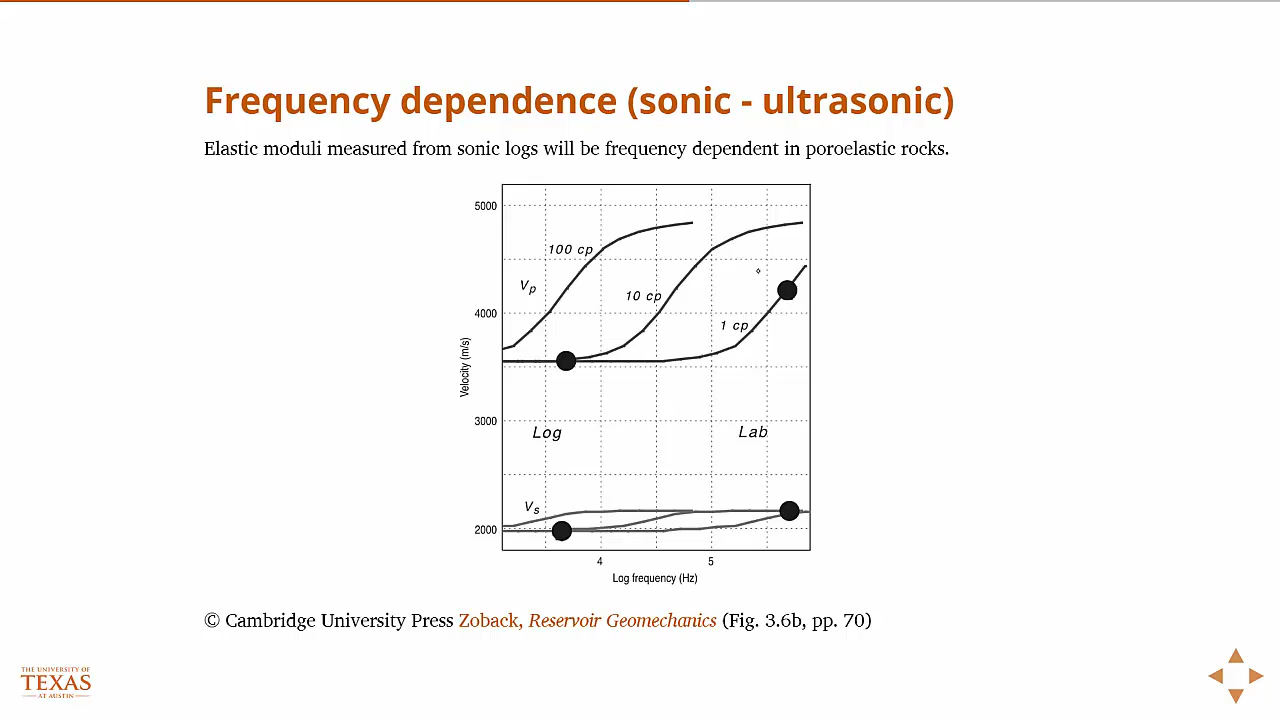 Frequency dependence (sonic - ultrasonic)
Elastic moduli measured from sonic logs will be frequency dependent in poroelastic rocks.
5000
100 cp
Vp
10 cp
4000
1 cp
Velocity (m/s)
3000
Log
Lab
Vs
2000
4
5
Log frequency (Hz)
© Cambridge University Press Zoback, Reservoir Geomechanics (Fig. 3.6b, pp. 70)
THE UNIVERSITY OF
TEXAS
AT AUSTIN